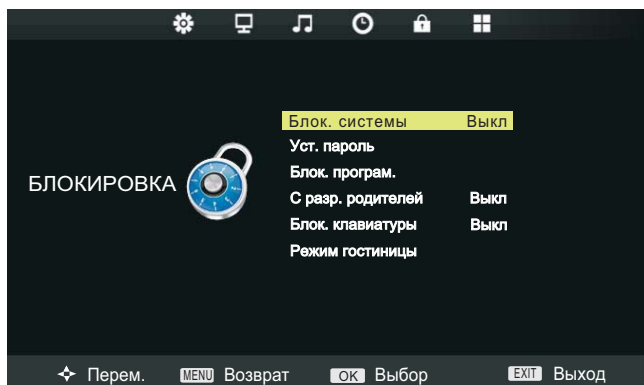 Блок. системы Выкл
Уст. пароль
Блок. програм.
БЛОКИРОВКА
С разр. родителей Выкл
Блок. клавиатуры Выкл
Режим гостиницы
Перем. MENU Возврат OK Выбор EXIT Выход